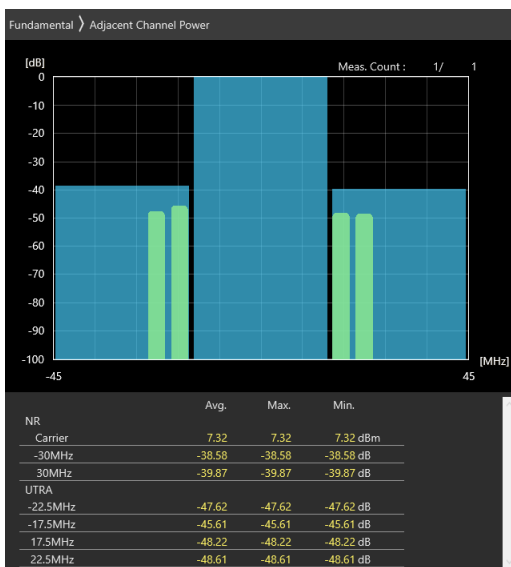 Fundamental 〉 Adjacent Channel Power
[dB] Meas. Count : 1/ 1
0
-10
-20
-30
-40
-50
-60
-70
-80
-90
-100 [MHz]
-45 45
Avg. Max. Min.
NR
Carrier 7.32 7.32 7.32 dBm
-30MHz -38.58 -38.58 -38.58 dB
30MHz -39.87 -39.87 -39.87 dB
UTRA
-22.5MHz -47.62 -47.62 -47.62 dB
-17.5MHz -45.61 -45.61 -45.61 dB
17.5MHz -48.22 -48.22 -48.22 dB
22.5MHz -48.61 -48.61 -48.61 dB